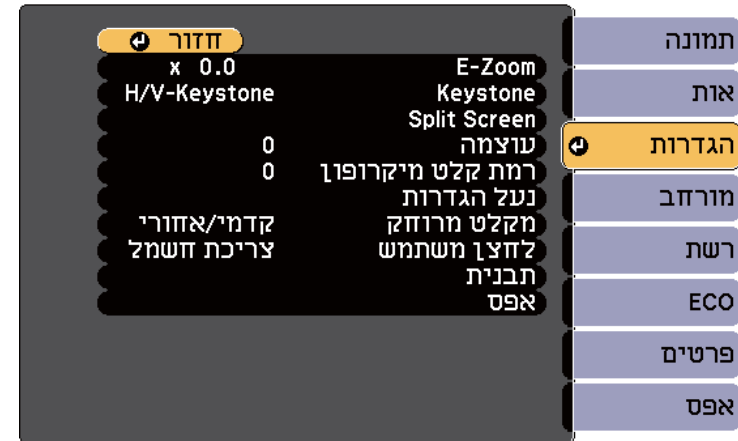 תמונה
אות
הגדרות
מורחב
רשת
ECO
פרטים
אפס
חזור
E-Zoom x 0.0
Keystone H/V-Keystone
Split Screen
עוצמה 0
רמת קלט מיקרופון 0
נעל הגדרות
מקלט מרוחק קדמי/אחורי
לחצן משתמש צריכת חשמל
תבנית
אפס